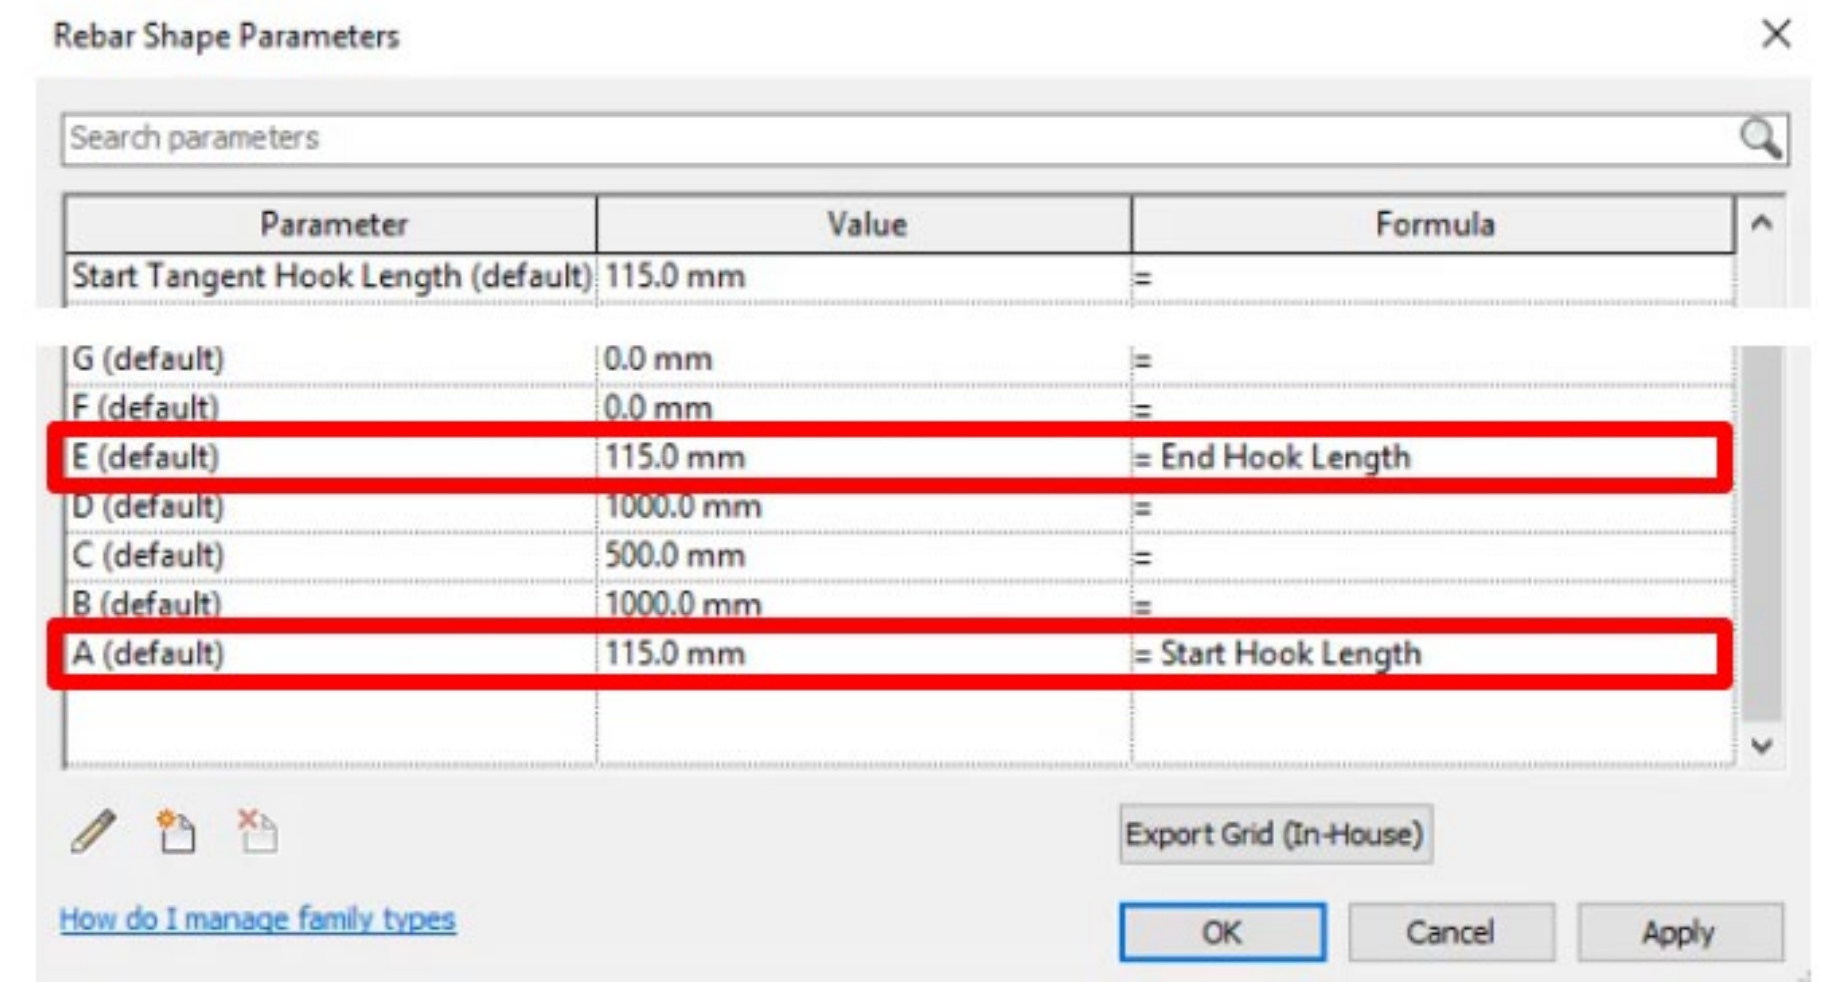 Rebar Shape Parameters
Search parameters
Parameter Value Formula
Start Tangent Hook Length (default) 115.0 mm =
G (default) 0.0 mm =
F (default) 0.0 mm =
E (default) 115.0 mm = End Hook Length
D (default) 1000.0 mm =
C (default) 500.0 mm =
B (default) 1000.0 mm =
A (default) 115.0 mm = Start Hook Length
Export Grid (In-House)
How do I manage family types
OK Cancel Apply